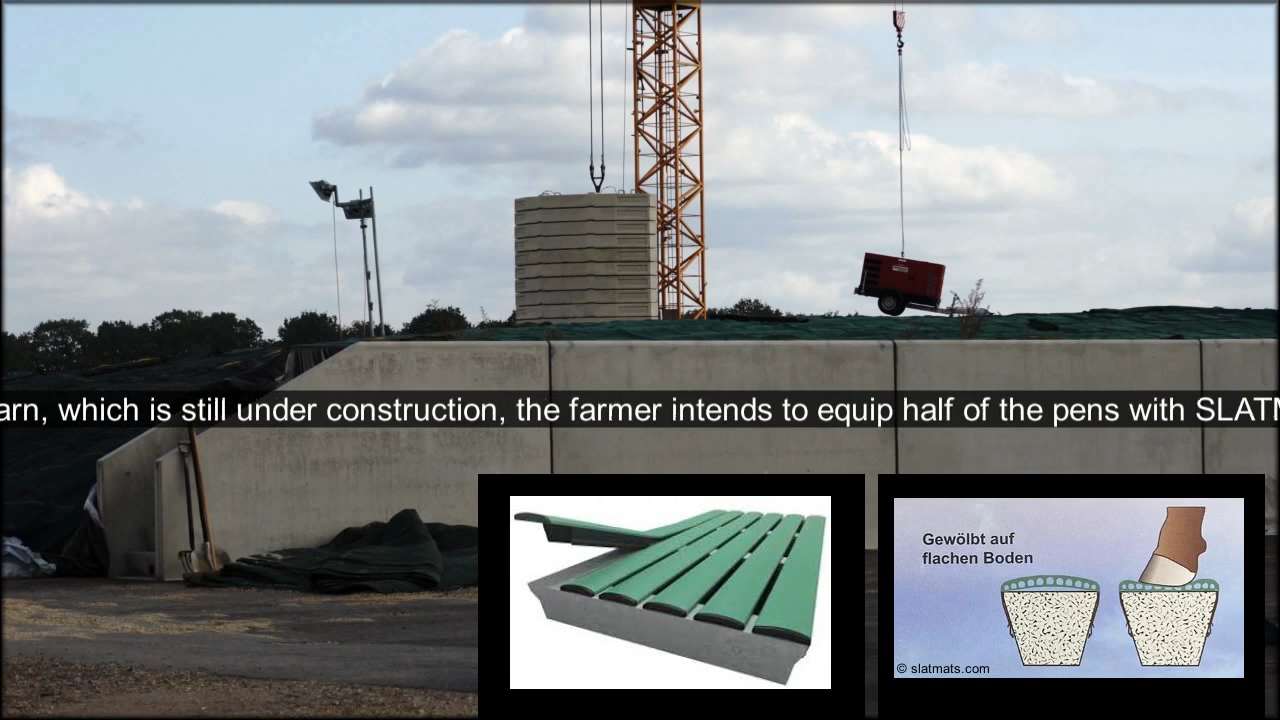 arn, which is still under construction, the farmer intends to equip half of the pens with SLATM
Gewölbt auf
flachen Boden
© slatmats.com